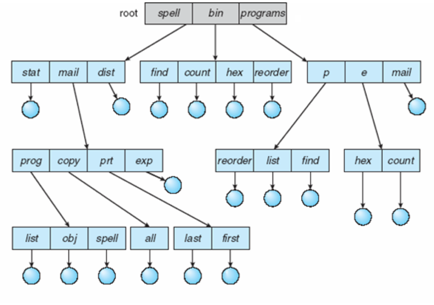 root spell bin programs
stat mail dist find count hex reorder p e mail
prog copy prt exp reorder list find hex count
list obj spell all last first